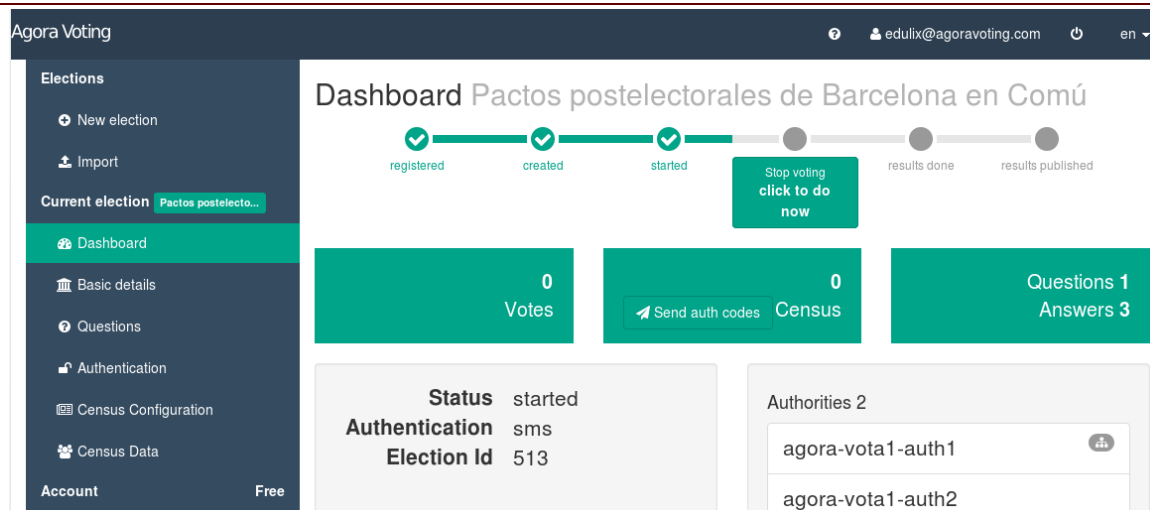 Agora Voting
edulix@agoravoting.com
en
Elections
New election
Import
Current election Pactos postelecto...
Dashboard
Basic details
Questions
Authentication
Census Configuration
Census Data
Account Free
Dashboard Pactos postelectorales de Barcelona en Comú
registered
created
started
Stop voting
click to do
now
results done
results published
0
Votes
0
Send auth codes Census
Questions 1
Answers 3
Status started
Authentication sms
Election Id 513
Authorities 2
agora-vota1-auth1
agora-vota1-auth2